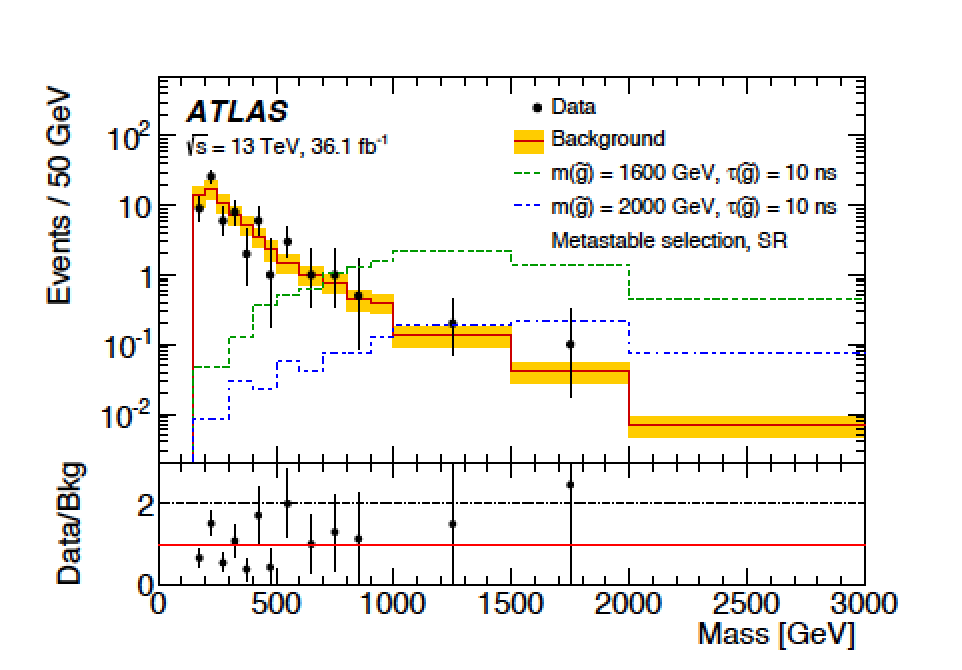 ATLAS
√s = 13 TeV, 36.1 fb⁻¹
Data
Background
m(g̃) = 1600 GeV, τ(g̃) = 10 ns
m(g̃) = 2000 GeV, τ(g̃) = 10 ns
Metastable selection, SR
Events / 50 GeV
10²
10
1
10⁻¹
10⁻²
Data/Bkg
2
0
0 500 1000 1500 2000 2500 3000
Mass [GeV]